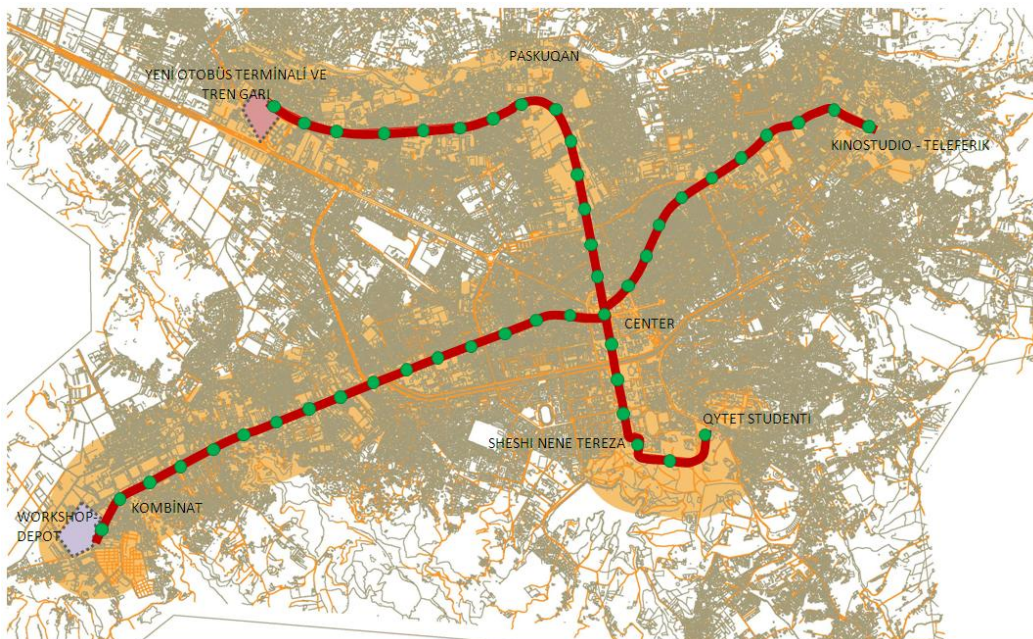 PASKUQAN
YENİ OTOBÜS TERMİNALİ VE
TREN GARI
KINOSTUDIO - TELEFERIK
CENTER
QYTET STUDENTI
SHESHI NENE TEREZA
KOMBİNAT
WORKSHOP-
DEPOT